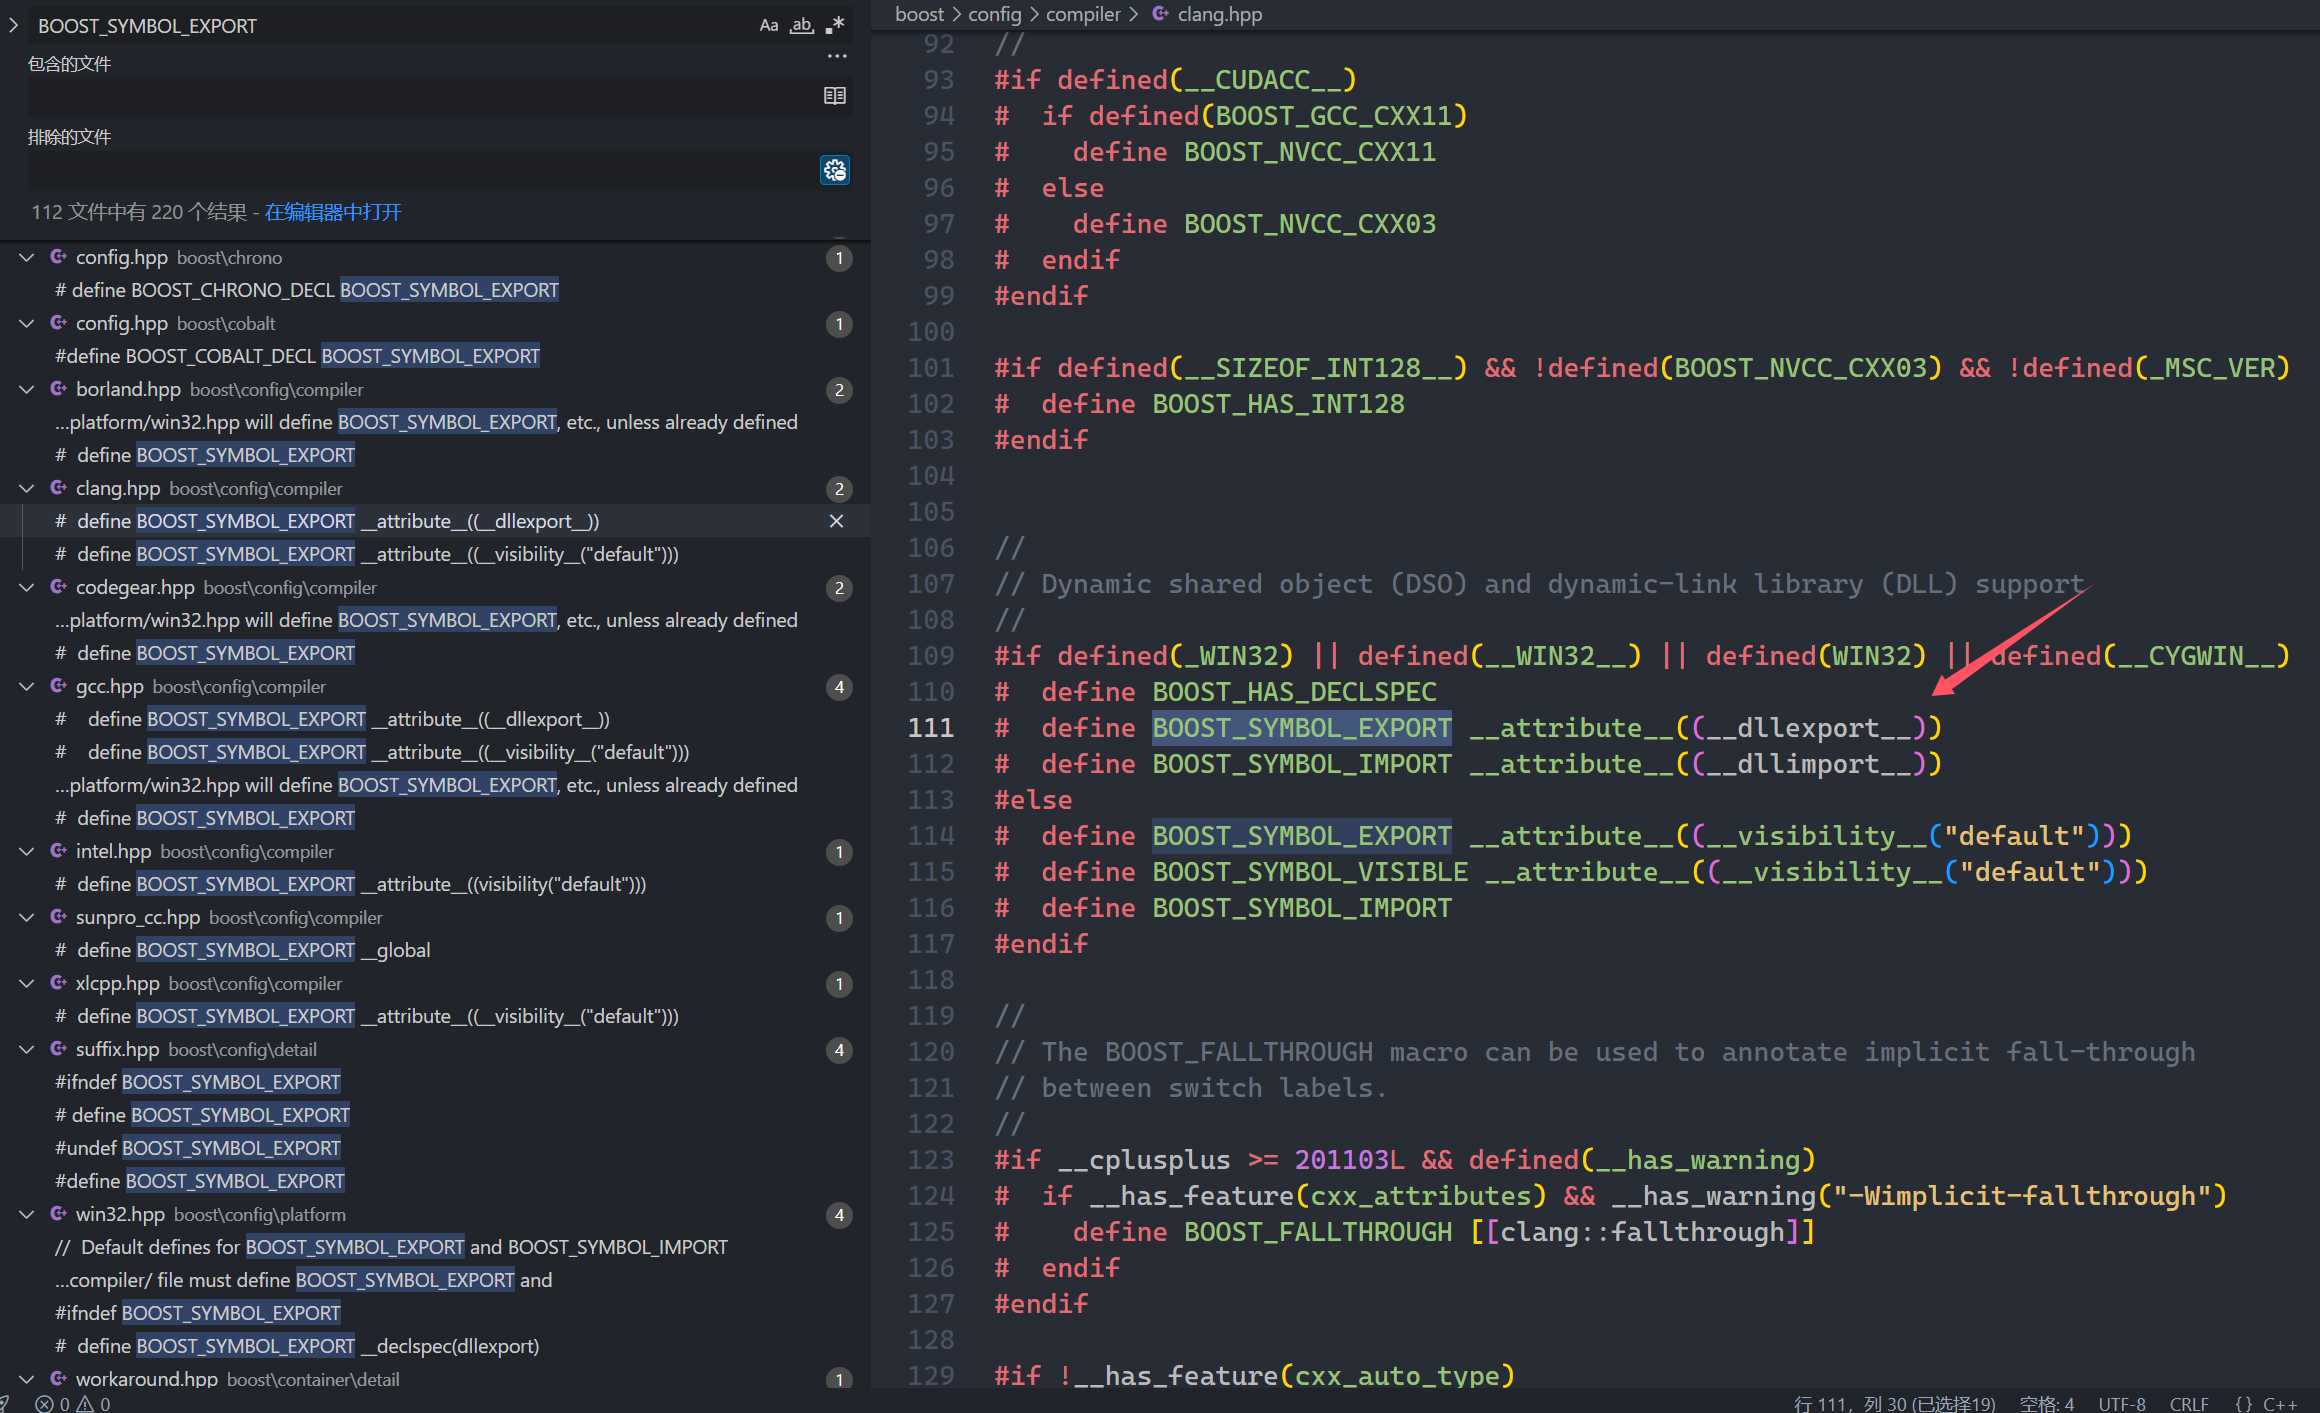 BOOST_SYMBOL_EXPORT
Aa ab .*
包含的文件
...
排除的文件
112 文件中有 220 个结果 - 在编辑器中打开
config.hpp boost\chrono 1
# define BOOST_CHRONO_DECL BOOST_SYMBOL_EXPORT
config.hpp boost\cobalt 1
#define BOOST_COBALT_DECL BOOST_SYMBOL_EXPORT
borland.hpp boost\config\compiler 2
...platform/win32.hpp will define BOOST_SYMBOL_EXPORT, etc., unless already defined
# define BOOST_SYMBOL_EXPORT
clang.hpp boost\config\compiler 2
# define BOOST_SYMBOL_EXPORT __attribute__((__dllexport__))
# define BOOST_SYMBOL_EXPORT __attribute__((__visibility__("default")))
codegear.hpp boost\config\compiler 2
...platform/win32.hpp will define BOOST_SYMBOL_EXPORT, etc., unless already defined
# define BOOST_SYMBOL_EXPORT
gcc.hpp boost\config\compiler 4
# define BOOST_SYMBOL_EXPORT __attribute__((__dllexport__))
# define BOOST_SYMBOL_EXPORT __attribute__((__visibility__("default")))
...platform/win32.hpp will define BOOST_SYMBOL_EXPORT, etc., unless already defined
# define BOOST_SYMBOL_EXPORT
intel.hpp boost\config\compiler 1
# define BOOST_SYMBOL_EXPORT __attribute__((visibility("default")))
sunpro_cc.hpp boost\config\compiler 1
# define BOOST_SYMBOL_EXPORT __global
xlcpp.hpp boost\config\compiler 1
# define BOOST_SYMBOL_EXPORT __attribute__((__visibility__("default")))
suffix.hpp boost\config\detail 4
#ifndef BOOST_SYMBOL_EXPORT
# define BOOST_SYMBOL_EXPORT
#undef BOOST_SYMBOL_EXPORT
#define BOOST_SYMBOL_EXPORT
win32.hpp boost\config\platform 4
// Default defines for BOOST_SYMBOL_EXPORT and BOOST_SYMBOL_IMPORT
...compiler/ file must define BOOST_SYMBOL_EXPORT and
#ifndef BOOST_SYMBOL_EXPORT
# define BOOST_SYMBOL_EXPORT __declspec(dllexport)
workaround.hpp boost\container\detail 1
boost > config > compiler > clang.hpp
92 //
93 #if defined(__CUDACC__)
94 # if defined(BOOST_GCC_CXX11)
95 # define BOOST_NVCC_CXX11
96 # else
97 # define BOOST_NVCC_CXX03
98 # endif
99 #endif
100
101 #if defined(__SIZEOF_INT128__) && !defined(BOOST_NVCC_CXX03) && !defined(_MSC_VER)
102 # define BOOST_HAS_INT128
103 #endif
104
105
106 //
107 // Dynamic shared object (DSO) and dynamic-link library (DLL) support
108 //
109 #if defined(_WIN32) || defined(__WIN32__) || defined(WIN32) || defined(__CYGWIN__)
110 # define BOOST_HAS_DECLSPEC
111 # define BOOST_SYMBOL_EXPORT __attribute__((__dllexport__))
112 # define BOOST_SYMBOL_IMPORT __attribute__((__dllimport__))
113 #else
114 # define BOOST_SYMBOL_EXPORT __attribute__((__visibility__("default")))
115 # define BOOST_SYMBOL_VISIBLE __attribute__((__visibility__("default")))
116 # define BOOST_SYMBOL_IMPORT
117 #endif
118
119 //
120 // The BOOST_FALLTHROUGH macro can be used to annotate implicit fall-through
121 // between switch labels.
122 //
123 #if __cplusplus >= 201103L && defined(__has_warning)
124 # if __has_feature(cxx_attributes) && __has_warning("-Wimplicit-fallthrough")
125 # define BOOST_FALLTHROUGH [[clang::fallthrough]]
126 # endif
127 #endif
128
129 #if !__has_feature(cxx_auto_type)
0 0
行 111, 列 30 (已选择19) 空格: 4 UTF-8 CRLF {} C++